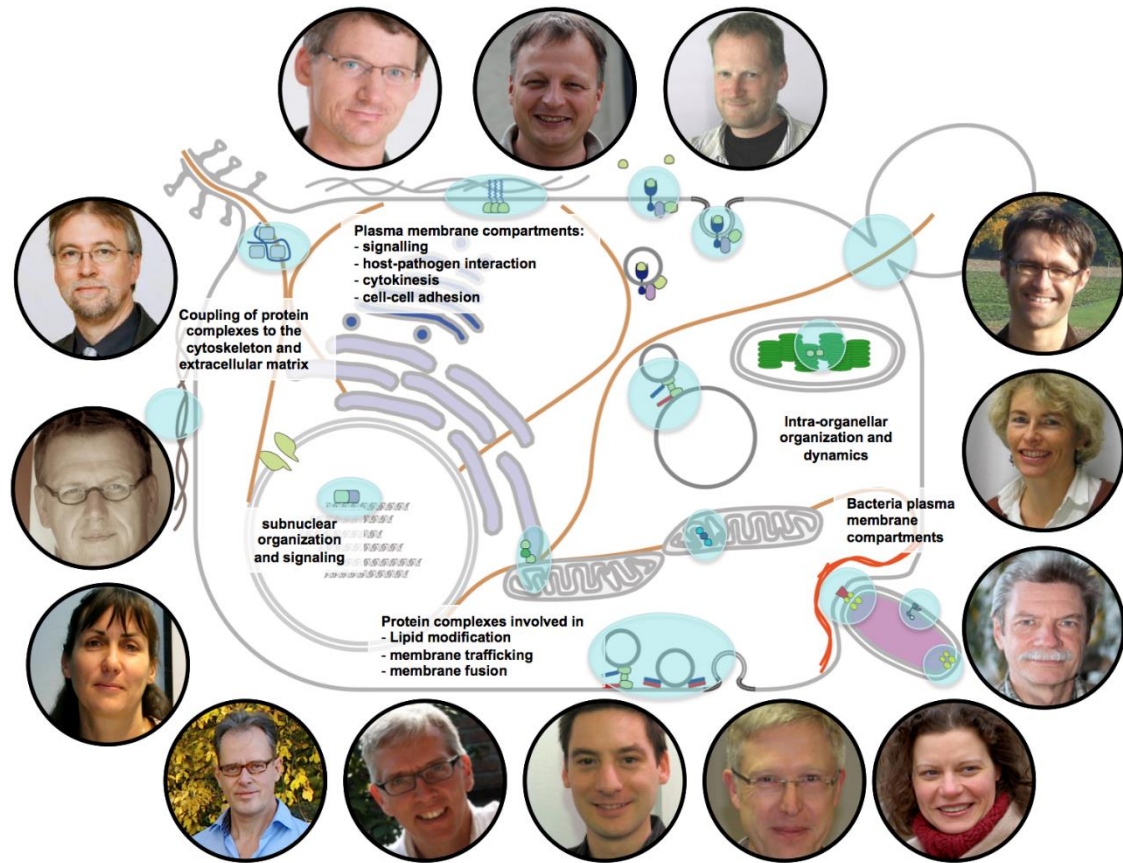 Plasma membrane compartments:
- signalling
- host-pathogen interaction
- cytokinesis
- cell-cell adhesion
Coupling of protein
complexes to the
cytoskeleton and
extracellular matrix
Intra-organellar
organization and
dynamics
Bacteria plasma
membrane
compartments
subnuclear
organization
and signaling
Protein complexes involved in
- Lipid modification
- membrane trafficking
- membrane fusion